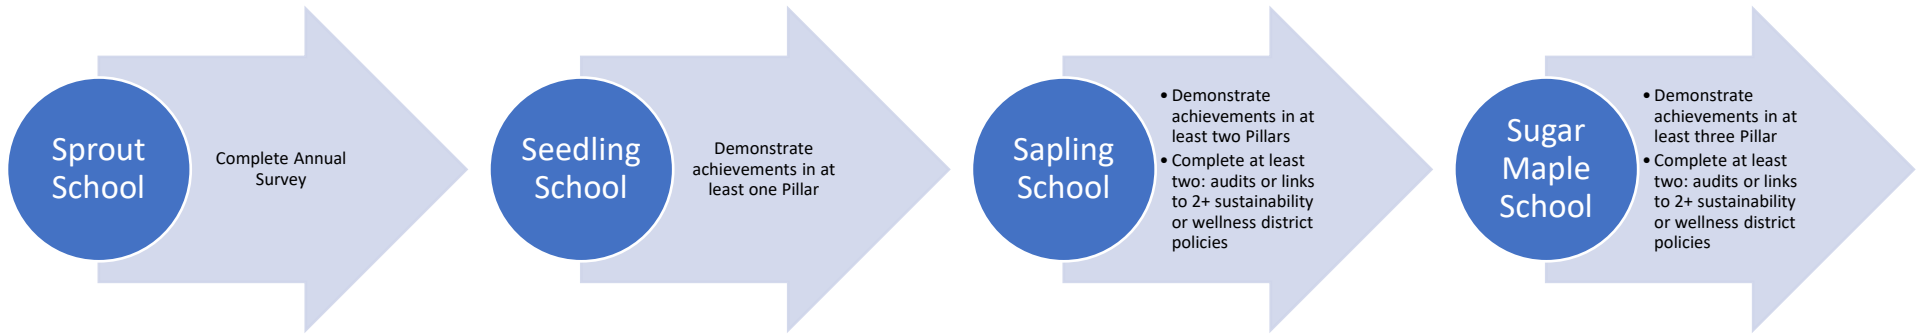 Sprout
School
Complete Annual
Survey
Seedling
School
Demonstrate
achievements in at
least one Pillar
Sapling
School
• Demonstrate
achievements in at
least two Pillars
• Complete at least
two: audits or links
to 2+ sustainability
or wellness district
policies
Sugar
Maple
School
• Demonstrate
achievements in at
least three Pillar
• Complete at least
two: audits or links
to 2+ sustainability
or wellness district
policies